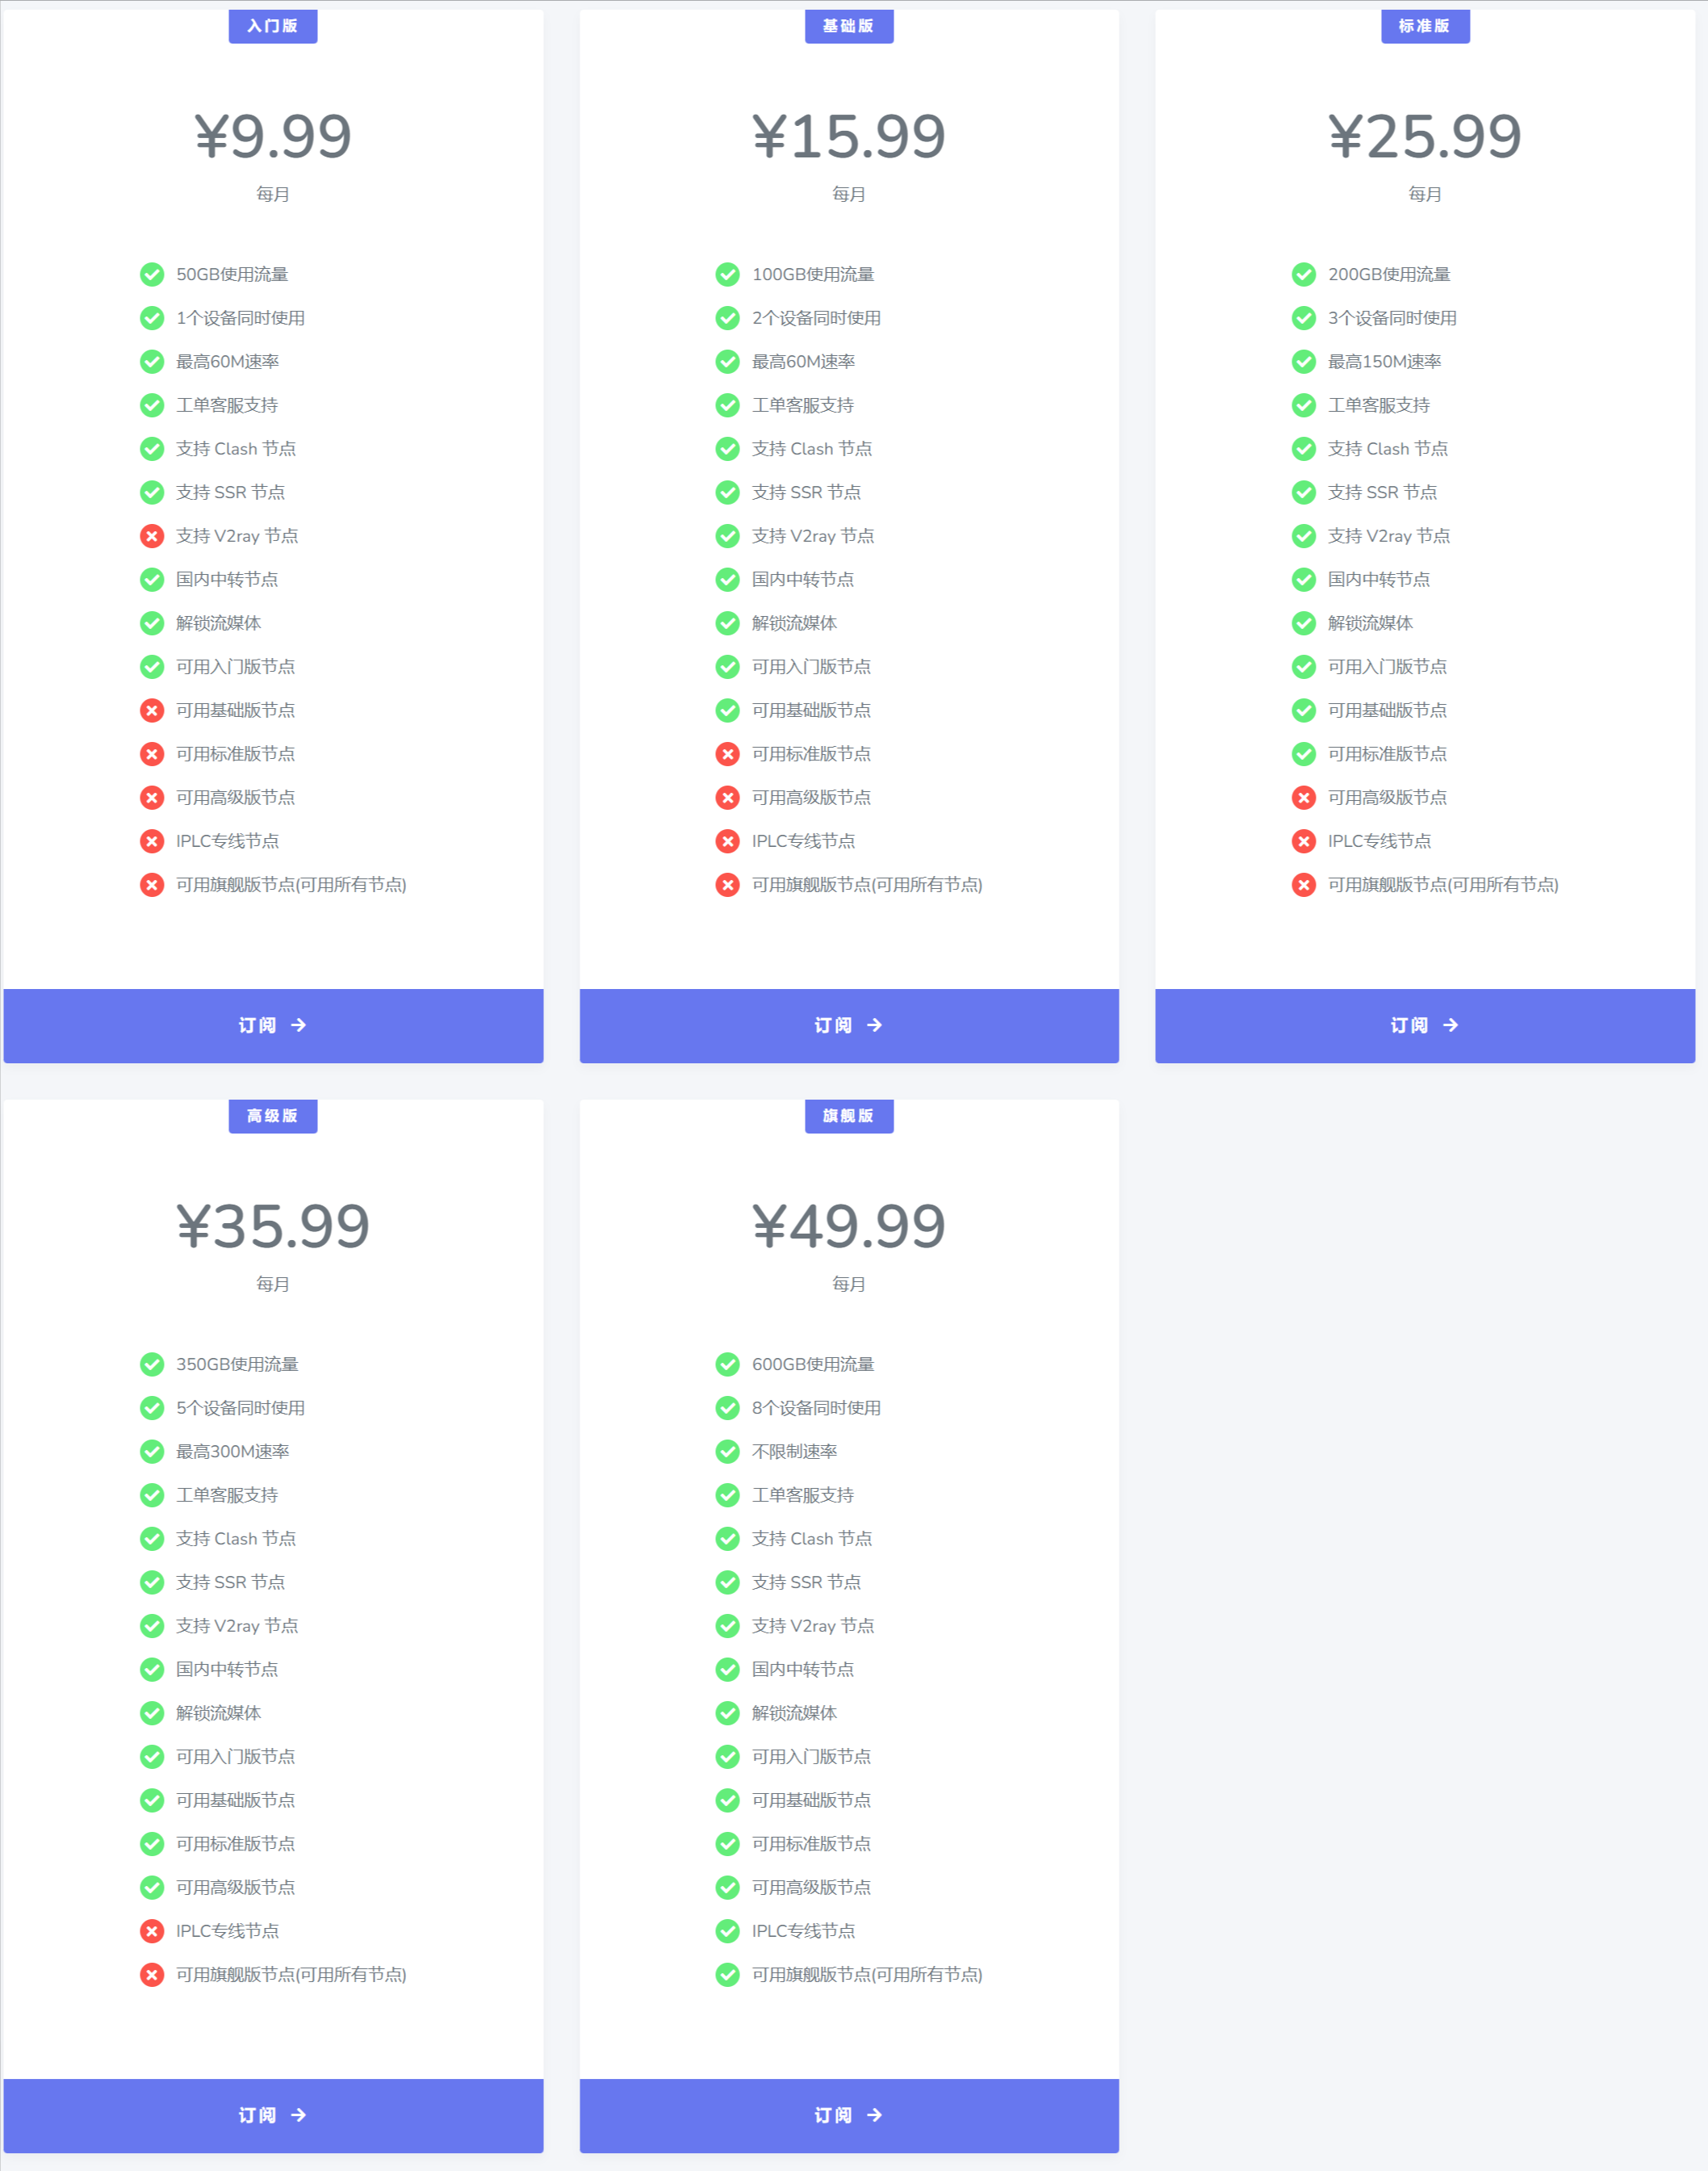 入门版
¥9.99
每月
50GB使用流量
1个设备同时使用
最高60M速率
工单客服支持
支持 Clash 节点
支持 SSR 节点
支持 V2ray 节点
国内中转节点
解锁流媒体
可用入门版节点
可用基础版节点
可用标准版节点
可用高级版节点
IPLC专线节点
可用旗舰版节点(可用所有节点)
订阅 →
基础版
¥15.99
每月
100GB使用流量
2个设备同时使用
最高60M速率
工单客服支持
支持 Clash 节点
支持 SSR 节点
支持 V2ray 节点
国内中转节点
解锁流媒体
可用入门版节点
可用基础版节点
可用标准版节点
可用高级版节点
IPLC专线节点
可用旗舰版节点(可用所有节点)
订阅 →
标准版
¥25.99
每月
200GB使用流量
3个设备同时使用
最高150M速率
工单客服支持
支持 Clash 节点
支持 SSR 节点
支持 V2ray 节点
国内中转节点
解锁流媒体
可用入门版节点
可用基础版节点
可用标准版节点
可用高级版节点
IPLC专线节点
可用旗舰版节点(可用所有节点)
订阅 →
高级版
¥35.99
每月
350GB使用流量
5个设备同时使用
最高300M速率
工单客服支持
支持 Clash 节点
支持 SSR 节点
支持 V2ray 节点
国内中转节点
解锁流媒体
可用入门版节点
可用基础版节点
可用标准版节点
可用高级版节点
IPLC专线节点
可用旗舰版节点(可用所有节点)
订阅 →
旗舰版
¥49.99
每月
600GB使用流量
8个设备同时使用
不限制速率
工单客服支持
支持 Clash 节点
支持 SSR 节点
支持 V2ray 节点
国内中转节点
解锁流媒体
可用入门版节点
可用基础版节点
可用标准版节点
可用高级版节点
IPLC专线节点
可用旗舰版节点(可用所有节点)
订阅 →